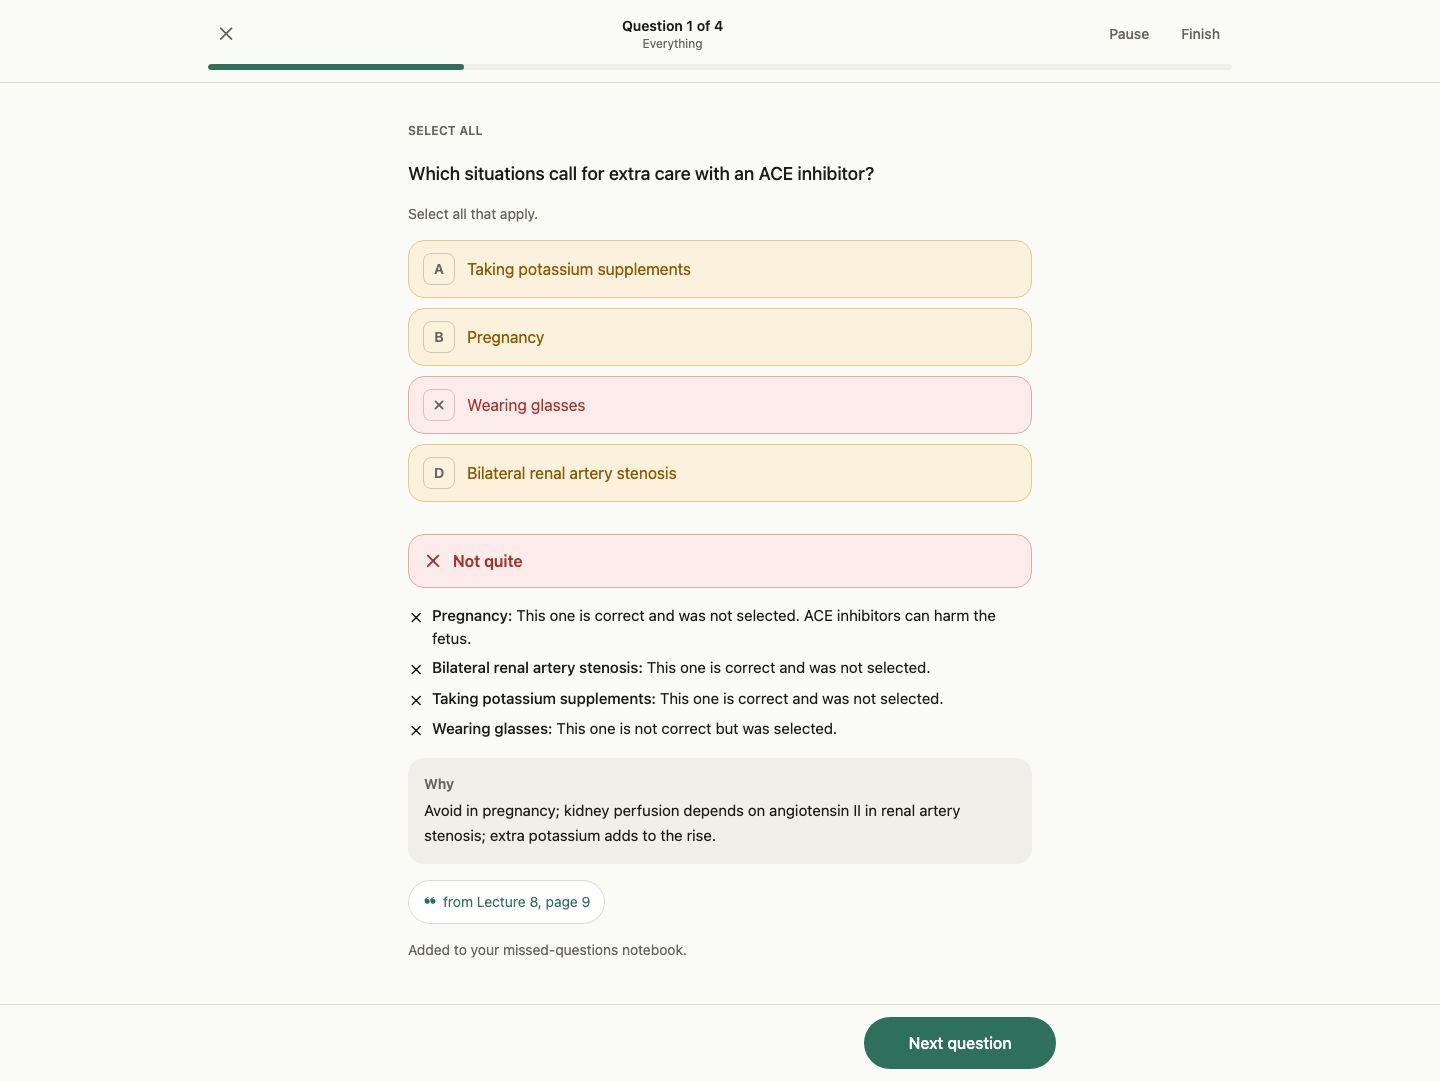 Question 1 of 4
Everything
Pause
Finish
SELECT ALL
Which situations call for extra care with an ACE inhibitor?
Select all that apply.
A Taking potassium supplements
B Pregnancy
Wearing glasses
D Bilateral renal artery stenosis
Not quite
Pregnancy: This one is correct and was not selected. ACE inhibitors can harm the
fetus.
Bilateral renal artery stenosis: This one is correct and was not selected.
Taking potassium supplements: This one is correct and was not selected.
Wearing glasses: This one is not correct but was selected.
Why
Avoid in pregnancy; kidney perfusion depends on angiotensin II in renal artery
stenosis; extra potassium adds to the rise.
from Lecture 8, page 9
Added to your missed-questions notebook.
Next question